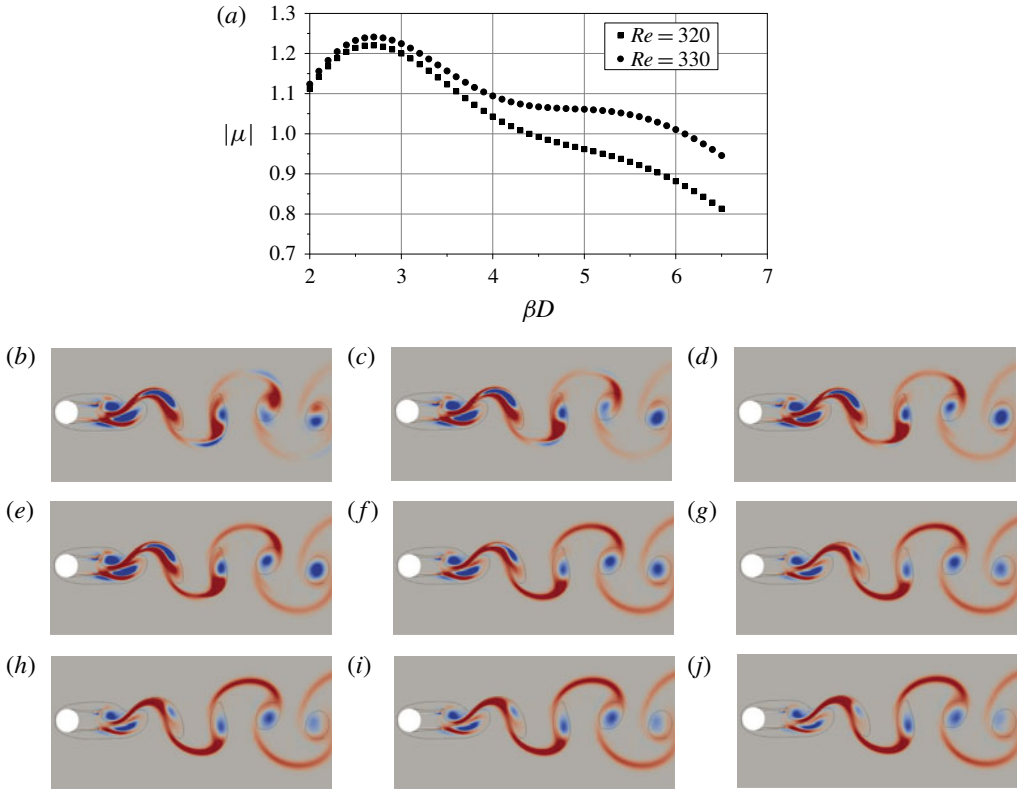 (a)
1.3
1.2
1.1
1.0
0.9
0.8
0.7
|μ|
Re = 320
Re = 330
2 3 4 5 6 7
βD
(b) (c) (d)
(e) (f) (g)
(h) (i) (j)